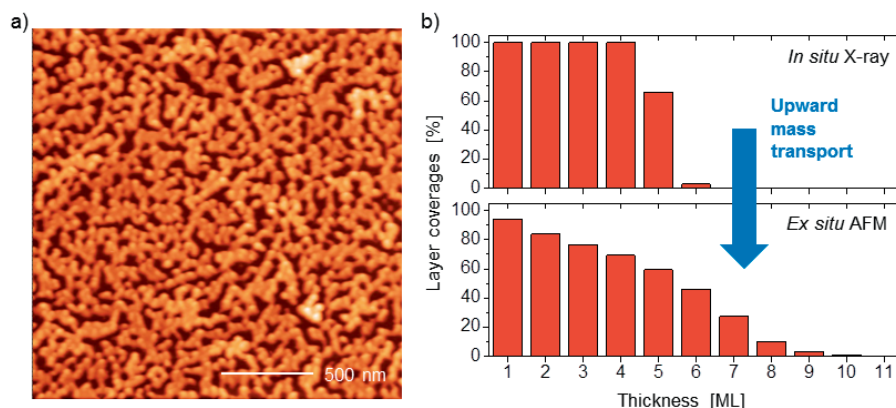 a)
500 nm
b)
Layer coverages [%]
100
80
60
40
20
0
In situ X-ray
Upward
mass
transport
100
80
60
40
20
0
Ex situ AFM
1 2 3 4 5 6 7 8 9 10 11
Thickness [ML]